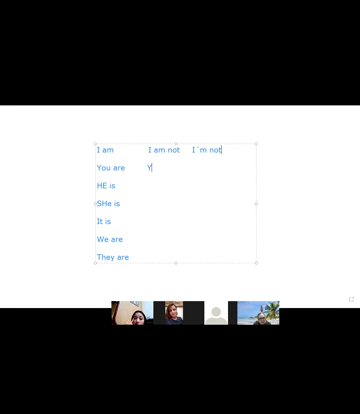 I am I am not I´m not
You are Y
HE is
SHe is
It is
We are
They are